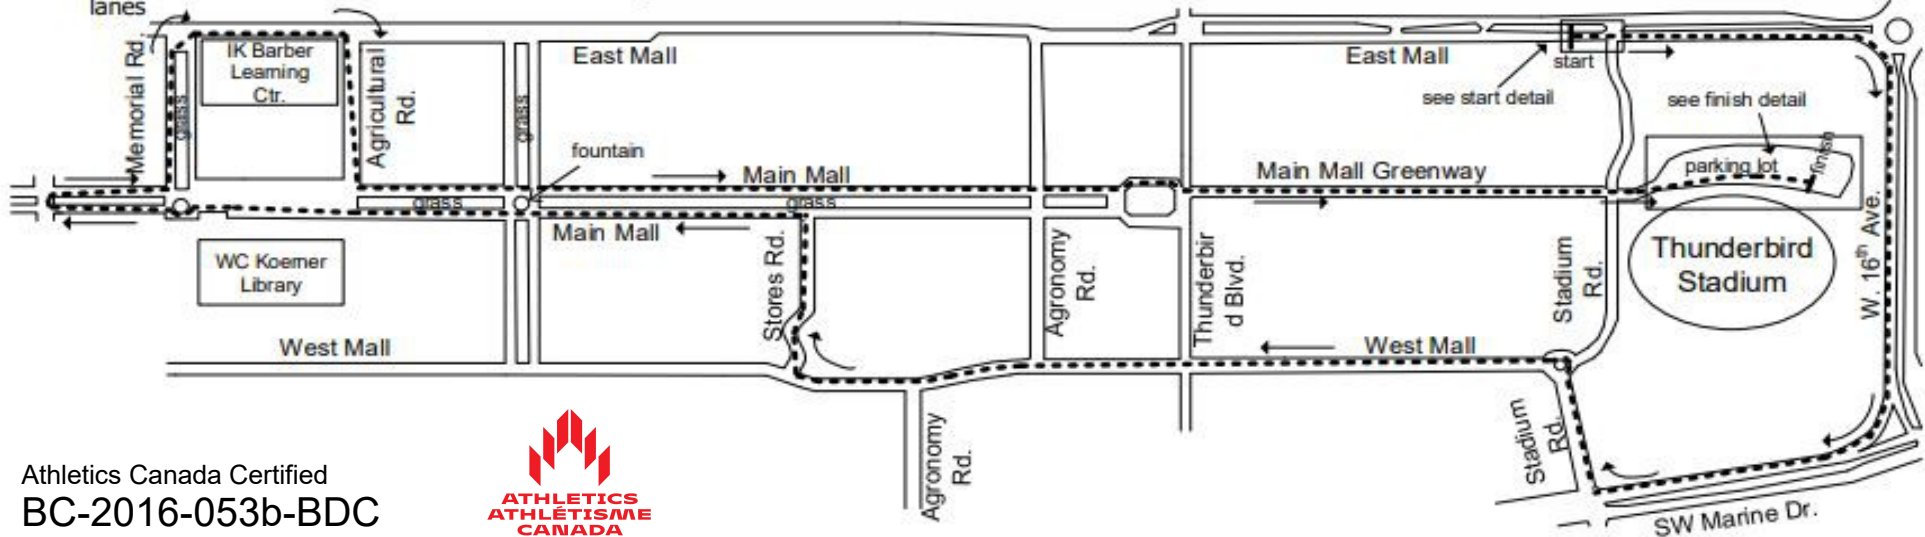 lanes
Memorial Rd.
grass
IK Barber
Learning
Ctr.
Agricultural
Rd.
grass
East Mall
East Mall
start
see start detail
see finish detail
fountain
Main Mall
Main Mall Greenway
parking lot
finish
grass
grass
Main Mall
WC Koerner
Library
Stores Rd.
Agronomy
Rd.
Thunderbir
d Blvd.
Stadium
Rd.
Thunderbird
Stadium
W. 16th Ave.
West Mall
West Mall
Agronomy
Rd.
Stadium
Rd.
SW Marine Dr.
Athletics Canada Certified
BC-2016-053b-BDC
ATHLETICS
ATHLÉTISME
CANADA